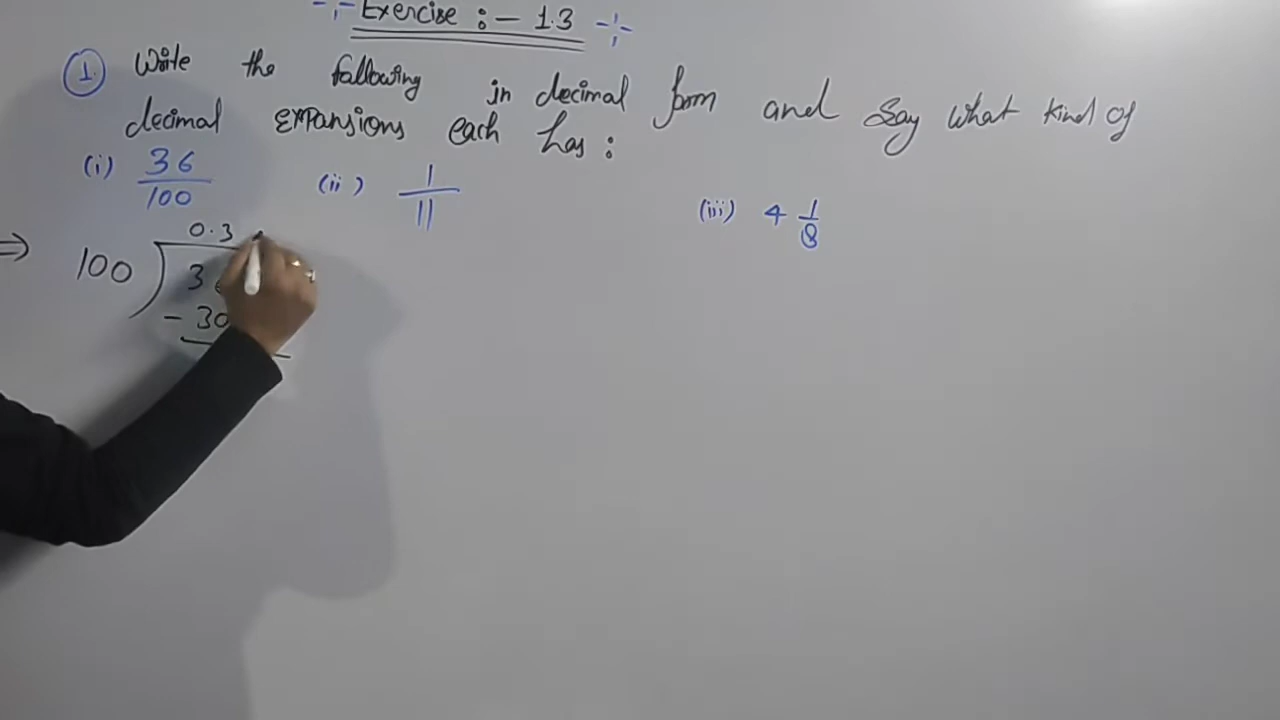 Exercise :- 1.3
① Write the following in decimal form and say what kind of
decimal expansions each has :
(i) 36/100 (ii) 1/11 (iii) 4 1/8
0.3
⇒ 100 ) 3
- 30